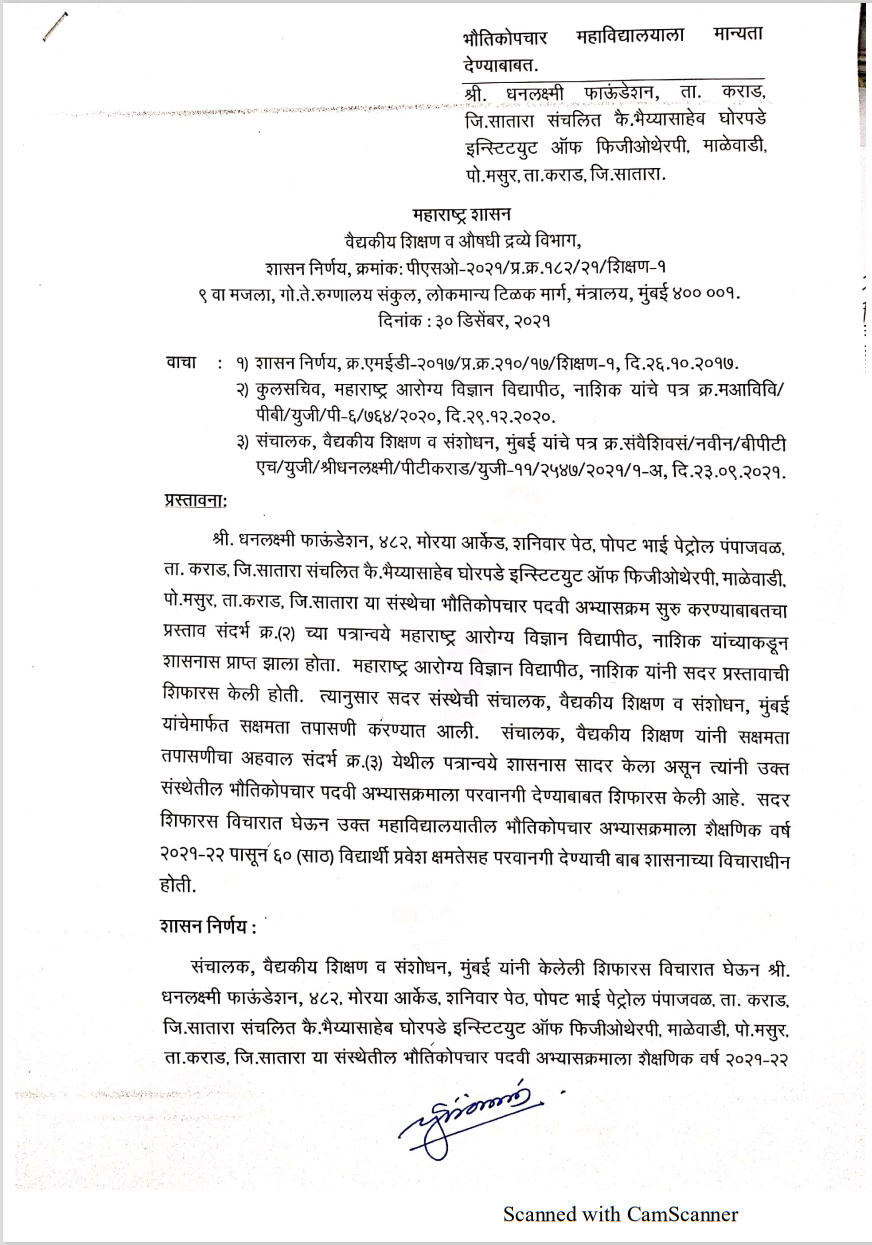 भौतिकोपचार महाविद्यालयाला मान्यता
देण्याबाबत.
श्री. धनलक्ष्मी फाऊंडेशन, ता. कराड,
जि.सातारा संचलित कै.भैय्यासाहेब घोरपडे
इन्स्टिटयुट ऑफ फिजीओथेरपी, माळेवाडी,
पो.मसुर, ता.कराड, जि.सातारा.
महाराष्ट्र शासन
वैद्यकीय शिक्षण व औषधी द्रव्ये विभाग,
शासन निर्णय, क्रमांक: पीएसओ-२०२१/प्र.क्र.१८२/२१/शिक्षण-१
९ वा मजला, गो.ते.रुग्णालय संकुल, लोकमान्य टिळक मार्ग, मंत्रालय, मुंबई ४०० ००१.
दिनांक : ३० डिसेंबर, २०२१
वाचा : १) शासन निर्णय, क्र.एमईडी-२०१७/प्र.क्र.२१०/१७/शिक्षण-१, दि.२६.१०.२०१७.
२) कुलसचिव, महाराष्ट्र आरोग्य विज्ञान विद्यापीठ, नाशिक यांचे पत्र क्र.मआविवि/
पीबी/युजी/पी-६/७६४/२०२०, दि.२९.१२.२०२०.
३) संचालक, वैद्यकीय शिक्षण व संशोधन, मुंबई यांचे पत्र क्र.संवैशिवसं/नवीन/बीपीटी
एच/युजी/श्रीधनलक्ष्मी/पीटीकराड/युजी-११/२५४७/२०२१/१-अ, दि.२३.०९.२०२१.
प्रस्तावना:
श्री. धनलक्ष्मी फाऊंडेशन, ४८२, मोरया आर्केड, शनिवार पेठ, पोपट भाई पेट्रोल पंपाजवळ,
ता. कराड, जि.सातारा संचलित कै.भैय्यासाहेब घोरपडे इन्स्टिटयुट ऑफ फिजीओथेरपी, माळेवाडी,
पो.मसुर, ता.कराड, जि.सातारा या संस्थेचा भौतिकोपचार पदवी अभ्यासक्रम सुरु करण्याबाबतचा
प्रस्ताव संदर्भ क्र.(२) च्या पत्रान्वये महाराष्ट्र आरोग्य विज्ञान विद्यापीठ, नाशिक यांच्याकडून
शासनास प्राप्त झाला होता. महाराष्ट्र आरोग्य विज्ञान विद्यापीठ, नाशिक यांनी सदर प्रस्तावाची
शिफारस केली होती. त्यानुसार सदर संस्थेची संचालक, वैद्यकीय शिक्षण व संशोधन, मुंबई
यांचेमार्फत सक्षमता तपासणी करण्यात आली. संचालक, वैद्यकीय शिक्षण यांनी सक्षमता
तपासणीचा अहवाल संदर्भ क्र.(३) येथील पत्रान्वये शासनास सादर केला असून त्यांनी उक्त
संस्थेतील भौतिकोपचार पदवी अभ्यासक्रमाला परवानगी देण्याबाबत शिफारस केली आहे. सदर
शिफारस विचारात घेऊन उक्त महाविद्यालयातील भौतिकोपचार अभ्यासक्रमाला शैक्षणिक वर्ष
२०२१-२२ पासून ६० (साठ) विद्यार्थी प्रवेश क्षमतेसह परवानगी देण्याची बाब शासनाच्या विचाराधीन
होती.
शासन निर्णय :
संचालक, वैद्यकीय शिक्षण व संशोधन, मुंबई यांनी केलेली शिफारस विचारात घेऊन श्री.
धनलक्ष्मी फाऊंडेशन, ४८२, मोरया आर्केड, शनिवार पेठ, पोपट भाई पेट्रोल पंपाजवळ, ता. कराड,
जि.सातारा संचलित कै.भैय्यासाहेब घोरपडे इन्स्टिटयुट ऑफ फिजीओथेरपी, माळेवाडी, पो.मसुर,
ता.कराड, जि.सातारा या संस्थेतील भौतिकोपचार पदवी अभ्यासक्रमाला शैक्षणिक वर्ष २०२१-२२
Scanned with CamScanner